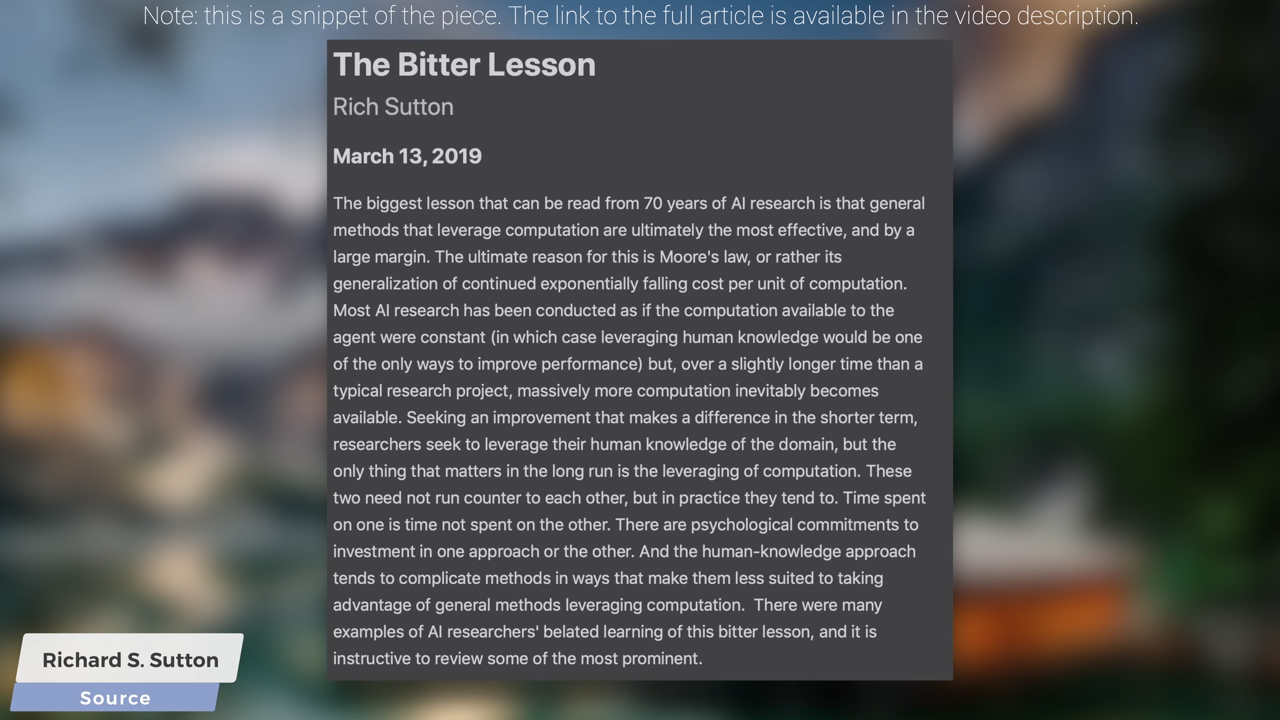 Note: this is a snippet of the piece. The link to the full article is available in the video description.
The Bitter Lesson
Rich Sutton
March 13, 2019
The biggest lesson that can be read from 70 years of AI research is that general
methods that leverage computation are ultimately the most effective, and by a
large margin. The ultimate reason for this is Moore's law, or rather its
generalization of continued exponentially falling cost per unit of computation.
Most AI research has been conducted as if the computation available to the
agent were constant (in which case leveraging human knowledge would be one
of the only ways to improve performance) but, over a slightly longer time than a
typical research project, massively more computation inevitably becomes
available. Seeking an improvement that makes a difference in the shorter term,
researchers seek to leverage their human knowledge of the domain, but the
only thing that matters in the long run is the leveraging of computation. These
two need not run counter to each other, but in practice they tend to. Time spent
on one is time not spent on the other. There are psychological commitments to
investment in one approach or the other. And the human-knowledge approach
tends to complicate methods in ways that make them less suited to taking
advantage of general methods leveraging computation.  There were many
examples of AI researchers' belated learning of this bitter lesson, and it is
instructive to review some of the most prominent.
Richard S. Sutton
Source